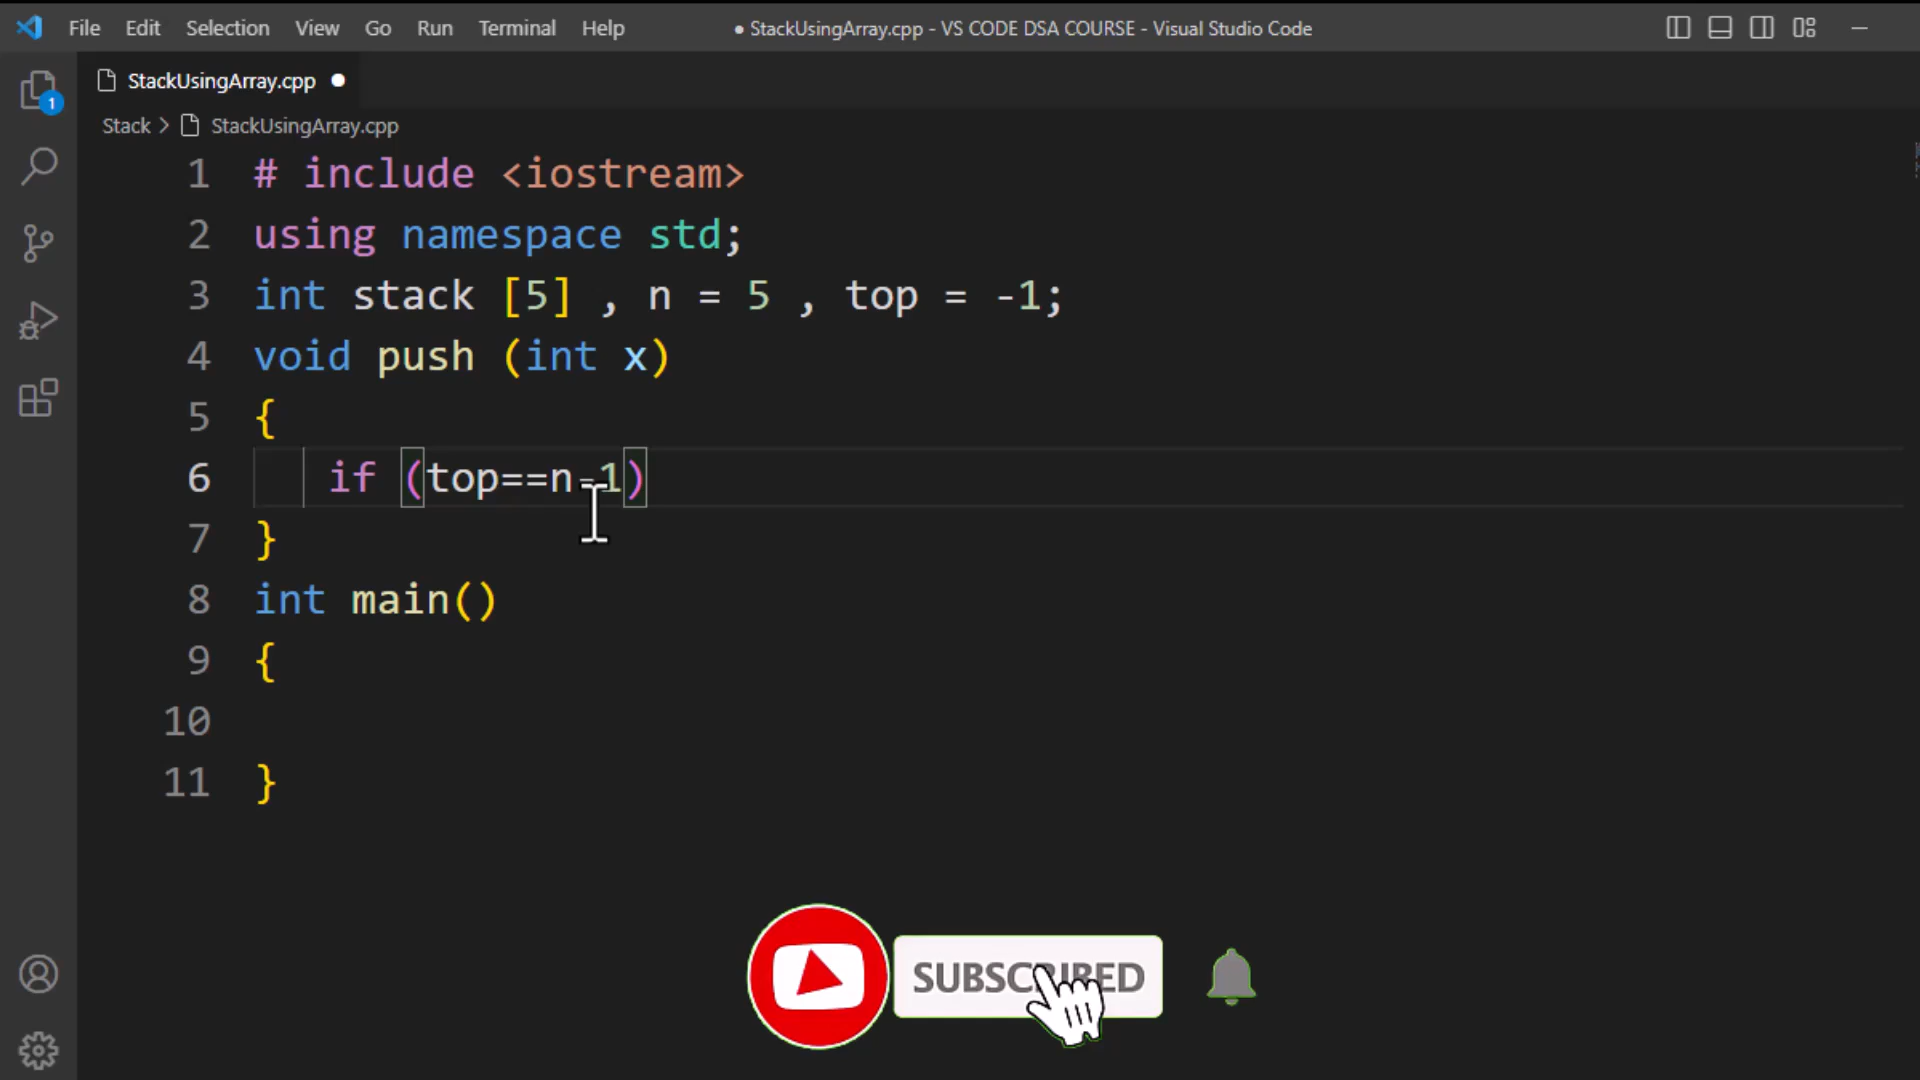 File Edit Selection View Go Run Terminal Help ● StackUsingArray.cpp - VS CODE DSA COURSE - Visual Studio Code
StackUsingArray.cpp ●
Stack > StackUsingArray.cpp
1 # include <iostream>
2 using namespace std;
3 int stack [5] , n = 5 , top = -1;
4 void push (int x)
5 {
6 if (top==n-1)
7 }
8 int main()
9 {
10
11 }
1
SUBSCRIBED